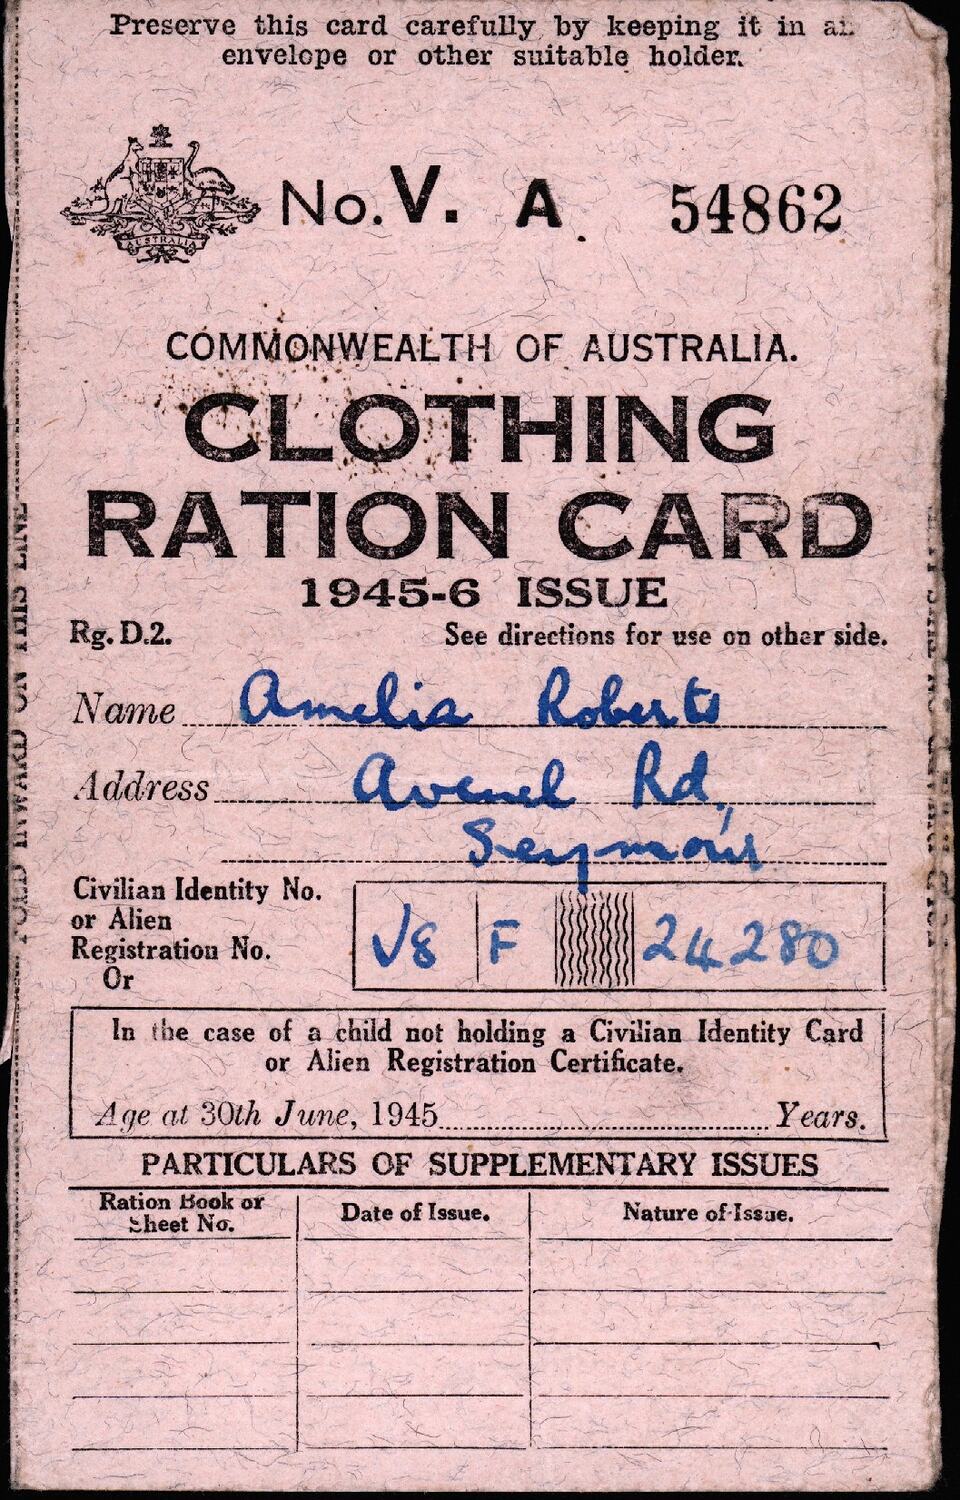 Preserve this card carefully by keeping it in an
envelope or other suitable holder.
AUSTRALIA
No. V. A 54862
COMMONWEALTH OF AUSTRALIA.
CLOTHING
RATION CARD
1945-6 ISSUE
Rg. D.2. See directions for use on other side.
Name Amelia Roberts
Address Avenel Rd,
Seymour
Civilian Identity No.
or Alien
Registration No.
Or
V8 F 24280
In the case of a child not holding a Civilian Identity Card
or Alien Registration Certificate.
Age at 30th June, 1945 Years.
PARTICULARS OF SUPPLEMENTARY ISSUES
Ration Book or
Sheet No.
Date of Issue.
Nature of Issue.
FOLD INWARD ON THIS LINE